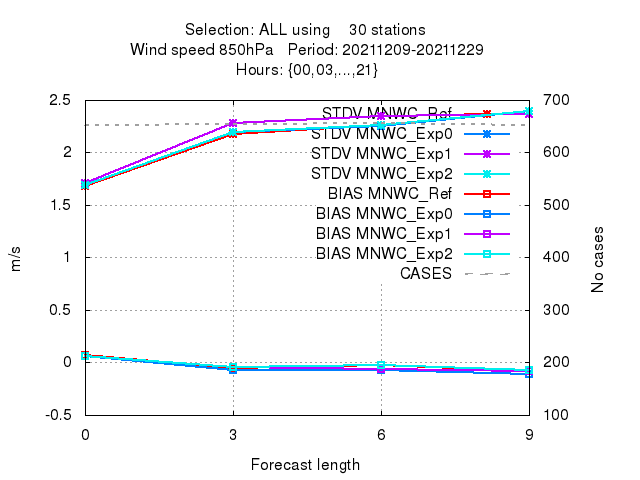 Selection: ALL using 30 stations
Wind speed 850hPa Period: 20211209-20211229
Hours: {00,03,...,21}
2.5
2
1.5
1
0.5
0
-0.5
m/s
STDV MNWC_Ref
STDV MNWC_Exp0
STDV MNWC_Exp1
STDV MNWC_Exp2
BIAS MNWC_Ref
BIAS MNWC_Exp0
BIAS MNWC_Exp1
BIAS MNWC_Exp2
CASES
700
600
500
400
300
200
100
No cases
0 3 6 9
Forecast length